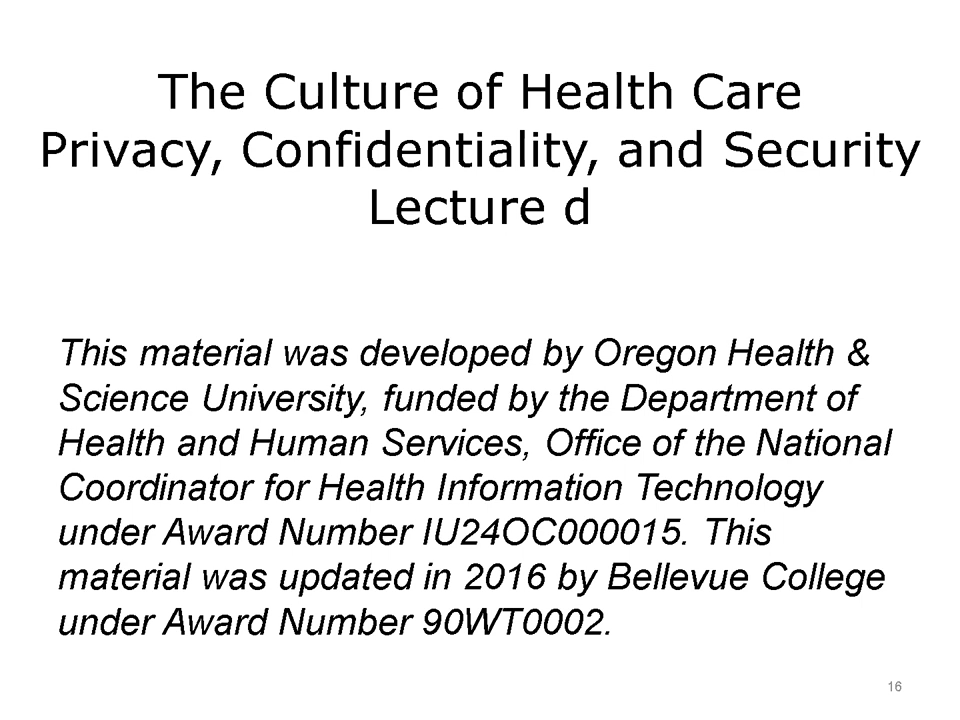 The Culture of Health Care
Privacy, Confidentiality, and Security
Lecture d
This material was developed by Oregon Health &
Science University, funded by the Department of
Health and Human Services, Office of the National
Coordinator for Health Information Technology
under Award Number IU24OC000015. This
material was updated in 2016 by Bellevue College
under Award Number 90WT0002.
16